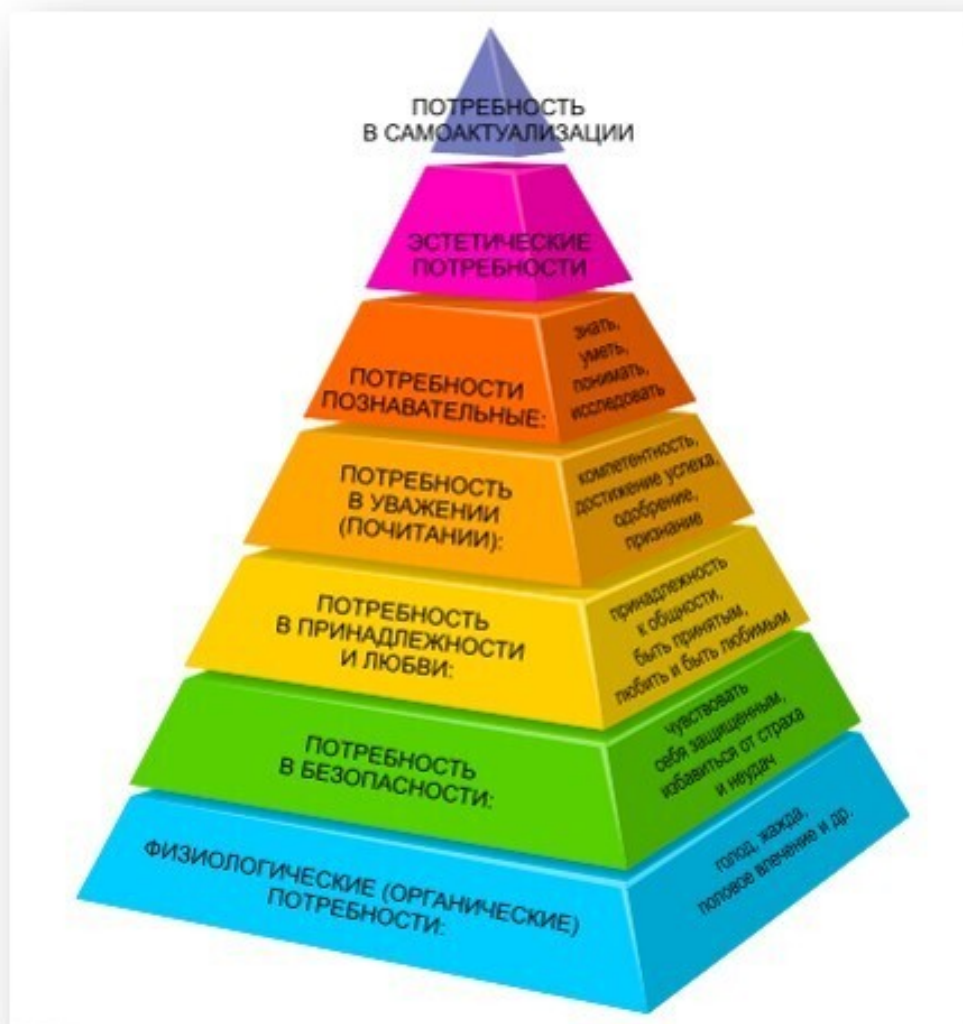 ПОТРЕБНОСТЬ
В САМОАКТУАЛИЗАЦИИ
ЭСТЕТИЧЕСКИЕ
ПОТРЕБНОСТИ
ПОТРЕБНОСТИ
ПОЗНАВАТЕЛЬНЫЕ:
знать,
уметь,
понимать,
исследовать
ПОТРЕБНОСТЬ
В УВАЖЕНИИ
(ПОЧИТАНИИ):
компетентность,
достижение успеха,
одобрение,
признание
ПОТРЕБНОСТЬ
В ПРИНАДЛЕЖНОСТИ
И ЛЮБВИ:
принадлежность
к общности,
быть принятым,
любить и быть любимым
ПОТРЕБНОСТЬ
В БЕЗОПАСНОСТИ:
чувствовать
себя защищенным,
избавиться от страха
и неудач
ФИЗИОЛОГИЧЕСКИЕ (ОРГАНИЧЕСКИЕ)
ПОТРЕБНОСТИ:
голод, жажда,
половое влечение и др.